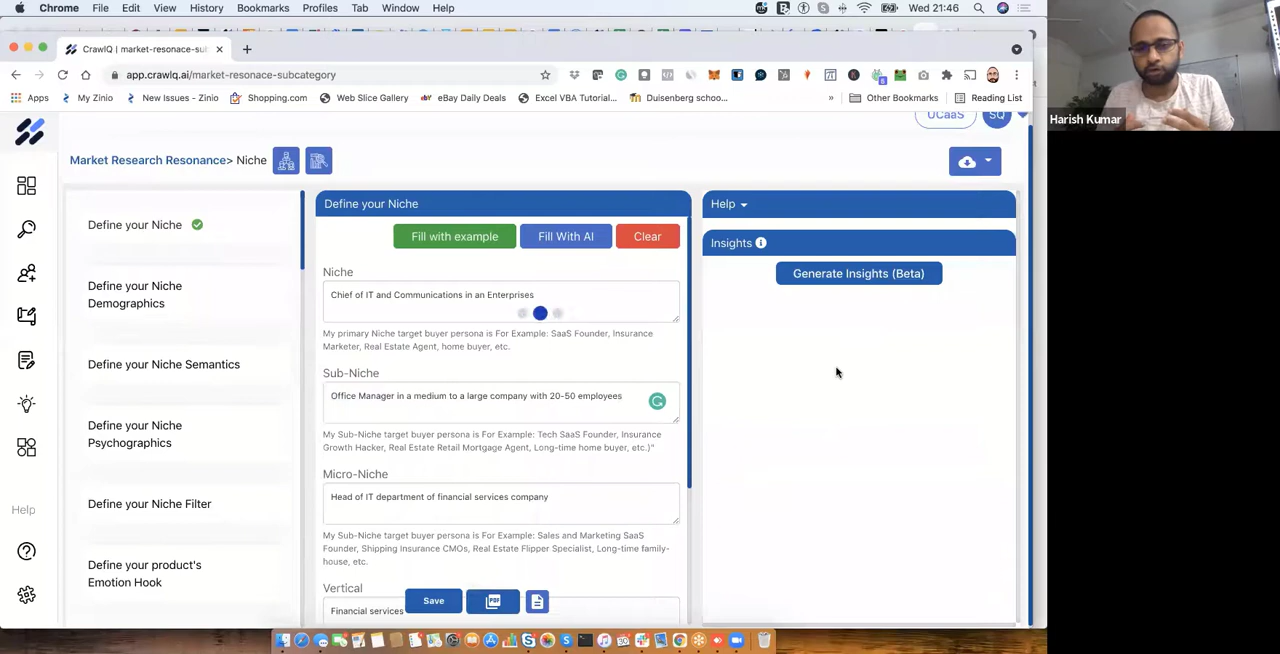 Chrome File Edit View History Bookmarks Profiles Tab Window Help
Wed 21:46
CrawlQ | market-resonace-sub
app.crawlq.ai/market-resonace-subcategory
Apps My Zinio New Issues - Zinio Shopping.com Web Slice Gallery eBay Daily Deals Excel VBA Tutorial... Duisenberg schoo... » Other Bookmarks Reading List
Harish Kumar
UCaaS SQ
Market Research Resonance> Niche
Define your Niche
Define your Niche
Demographics
Define your Niche Semantics
Define your Niche
Psychographics
Define your Niche Filter
Define your product's
Emotion Hook
Help
Define your Niche
Fill with example Fill With AI Clear
Niche
Chief of IT and Communications in an Enterprises
My primary Niche target buyer persona is For Example: SaaS Founder, Insurance
Marketer, Real Estate Agent, home buyer, etc.
Sub-Niche
Office Manager in a medium to a large company with 20-50 employees
My Sub-Niche target buyer persona is For Example: Tech SaaS Founder, Insurance
Growth Hacker, Real Estate Retail Mortgage Agent, Long-time home buyer, etc.)"
Micro-Niche
Head of IT department of financial services company
My Sub-Niche target buyer persona is For Example: Sales and Marketing SaaS
Founder, Shipping Insurance CMOs, Real Estate Flipper Specialist, Long-time family-
house, etc.
Vertical
Financial services
Save PDF
Help
Insights
Generate Insights (Beta)